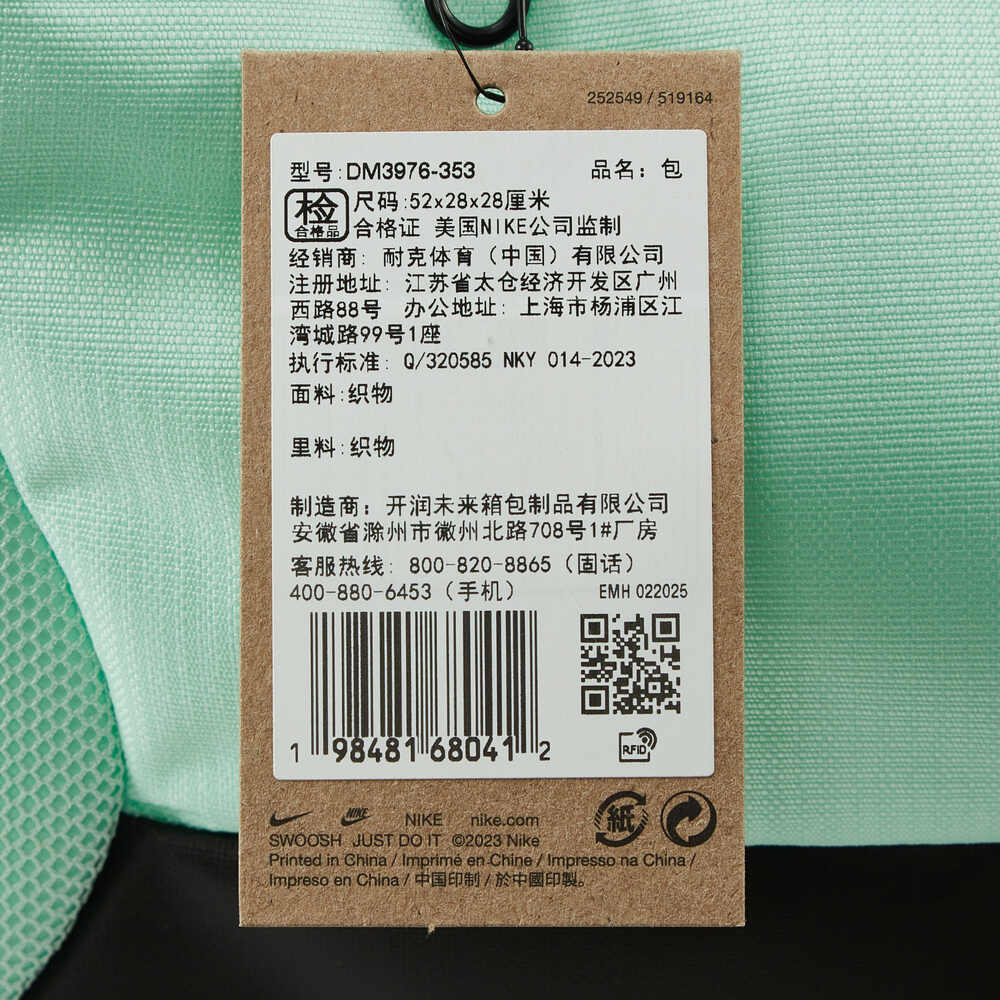 252549 / 519164
型号:DM3976-353 品名：包
检 合格品 尺码:52x28x28厘米
合格证 美国NIKE公司监制
经销商：耐克体育（中国）有限公司
注册地址：江苏省太仓经济开发区广州
西路88号 办公地址：上海市杨浦区江
湾城路99号1座
执行标准：Q/320585 NKY 014-2023
面料:织物
里料:织物
制造商：开润未来箱包制品有限公司
安徽省滁州市徽州北路708号1#厂房
客服热线：800-820-8865（固话）
400-880-6453（手机） EMH 022025
1 98481 68041 2
RFID
NIKE NIKE nike.com 紙
SWOOSH JUST DO IT ©2023 Nike
Printed in China / Imprimé en Chine / Impresso na China /
Impreso en China / 中国印制 / 於中國印製。